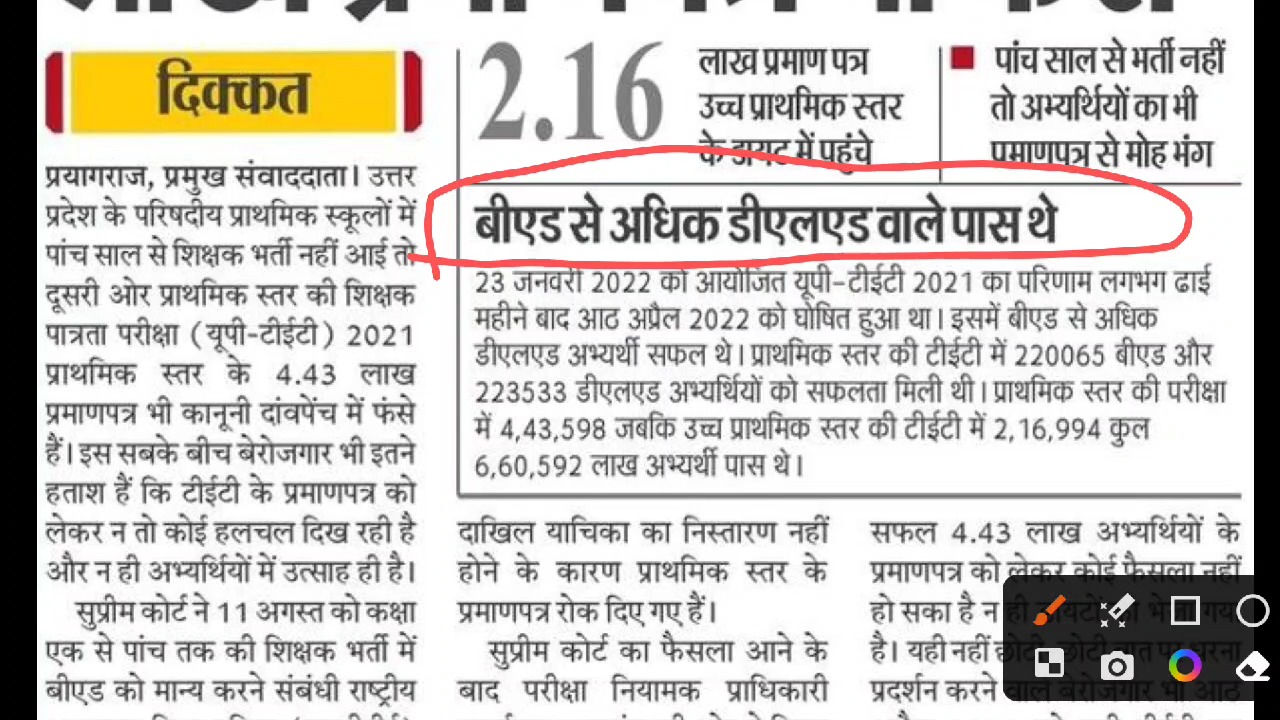 दिक्कत
प्रयागराज, प्रमुख संवाददाता। उत्तर
प्रदेश के परिषदीय प्राथमिक स्कूलों में
पांच साल से शिक्षक भर्ती नहीं आई तो
दूसरी ओर प्राथमिक स्तर की शिक्षक
पात्रता परीक्षा (यूपी-टीईटी) 2021
प्राथमिक स्तर के 4.43 लाख
प्रमाणपत्र भी कानूनी दांवपेंच में फंसे
हैं। इस सबके बीच बेरोजगार भी इतने
हताश हैं कि टीईटी के प्रमाणपत्र को
लेकर न तो कोई हलचल दिख रही है
और न ही अभ्यर्थियों में उत्साह ही है।
सुप्रीम कोर्ट ने 11 अगस्त को कक्षा
एक से पांच तक की शिक्षक भर्ती में
बीएड को मान्य करने संबंधी राष्ट्रीय
2.16
लाख प्रमाण पत्र
उच्च प्राथमिक स्तर
के डायट में पहुंचे
पांच साल से भर्ती नहीं
तो अभ्यर्थियों का भी
प्रमाणपत्र से मोह भंग
बीएड से अधिक डीएलएड वाले पास थे
23 जनवरी 2022 को आयोजित यूपी-टीईटी 2021 का परिणाम लगभग ढाई
महीने बाद आठ अप्रैल 2022 को घोषित हुआ था। इसमें बीएड से अधिक
डीएलएड अभ्यर्थी सफल थे। प्राथमिक स्तर की टीईटी में 220065 बीएड और
223533 डीएलएड अभ्यर्थियों को सफलता मिली थी। प्राथमिक स्तर की परीक्षा
में 4,43,598 जबकि उच्च प्राथमिक स्तर की टीईटी में 2,16,994 कुल
6,60,592 लाख अभ्यर्थी पास थे।
दाखिल याचिका का निस्तारण नहीं
होने के कारण प्राथमिक स्तर के
प्रमाणपत्र रोक दिए गए हैं।
सुप्रीम कोर्ट का फैसला आने के
बाद परीक्षा नियामक प्राधिकारी
सफल 4.43 लाख अभ्यर्थियों के
प्रमाणपत्र को लेकर कोई फैसला नहीं
हो सका है न ही डायटों को भेजा गया
है। यही नहीं छोटी-छोटी बात पर धरना
प्रदर्शन करने वाले बेरोजगार भी आठ